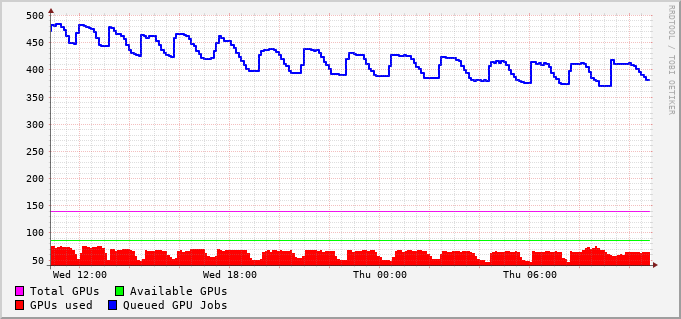 500
450
400
350
300
250
200
150
100
50
Wed 12:00 Wed 18:00 Thu 00:00 Thu 06:00
Total GPUs Available GPUs
GPUs used Queued GPU Jobs
RRDTOOL / TOBI OETIKER